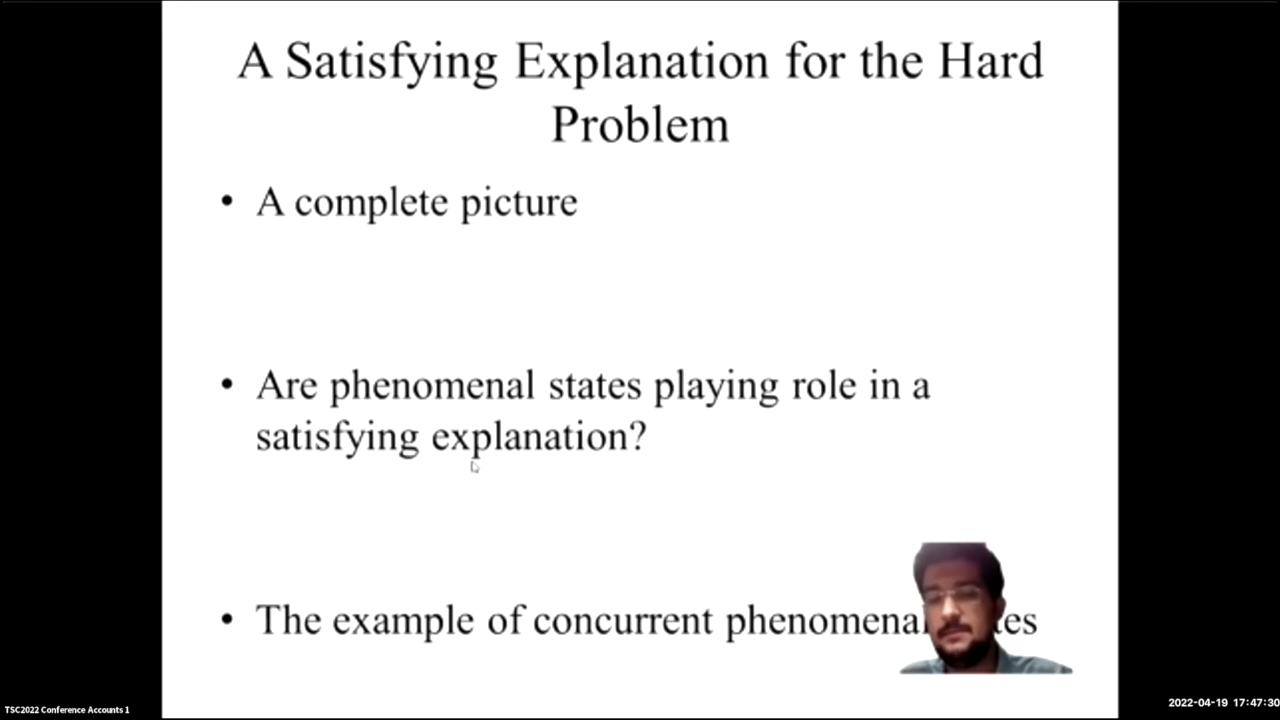 A Satisfying Explanation for the Hard
Problem
• A complete picture
• Are phenomenal states playing role in a
satisfying explanation?
• The example of concurrent phenomenal
TSC2022 Conference Accounts 1
2022-04-19 17:47:30